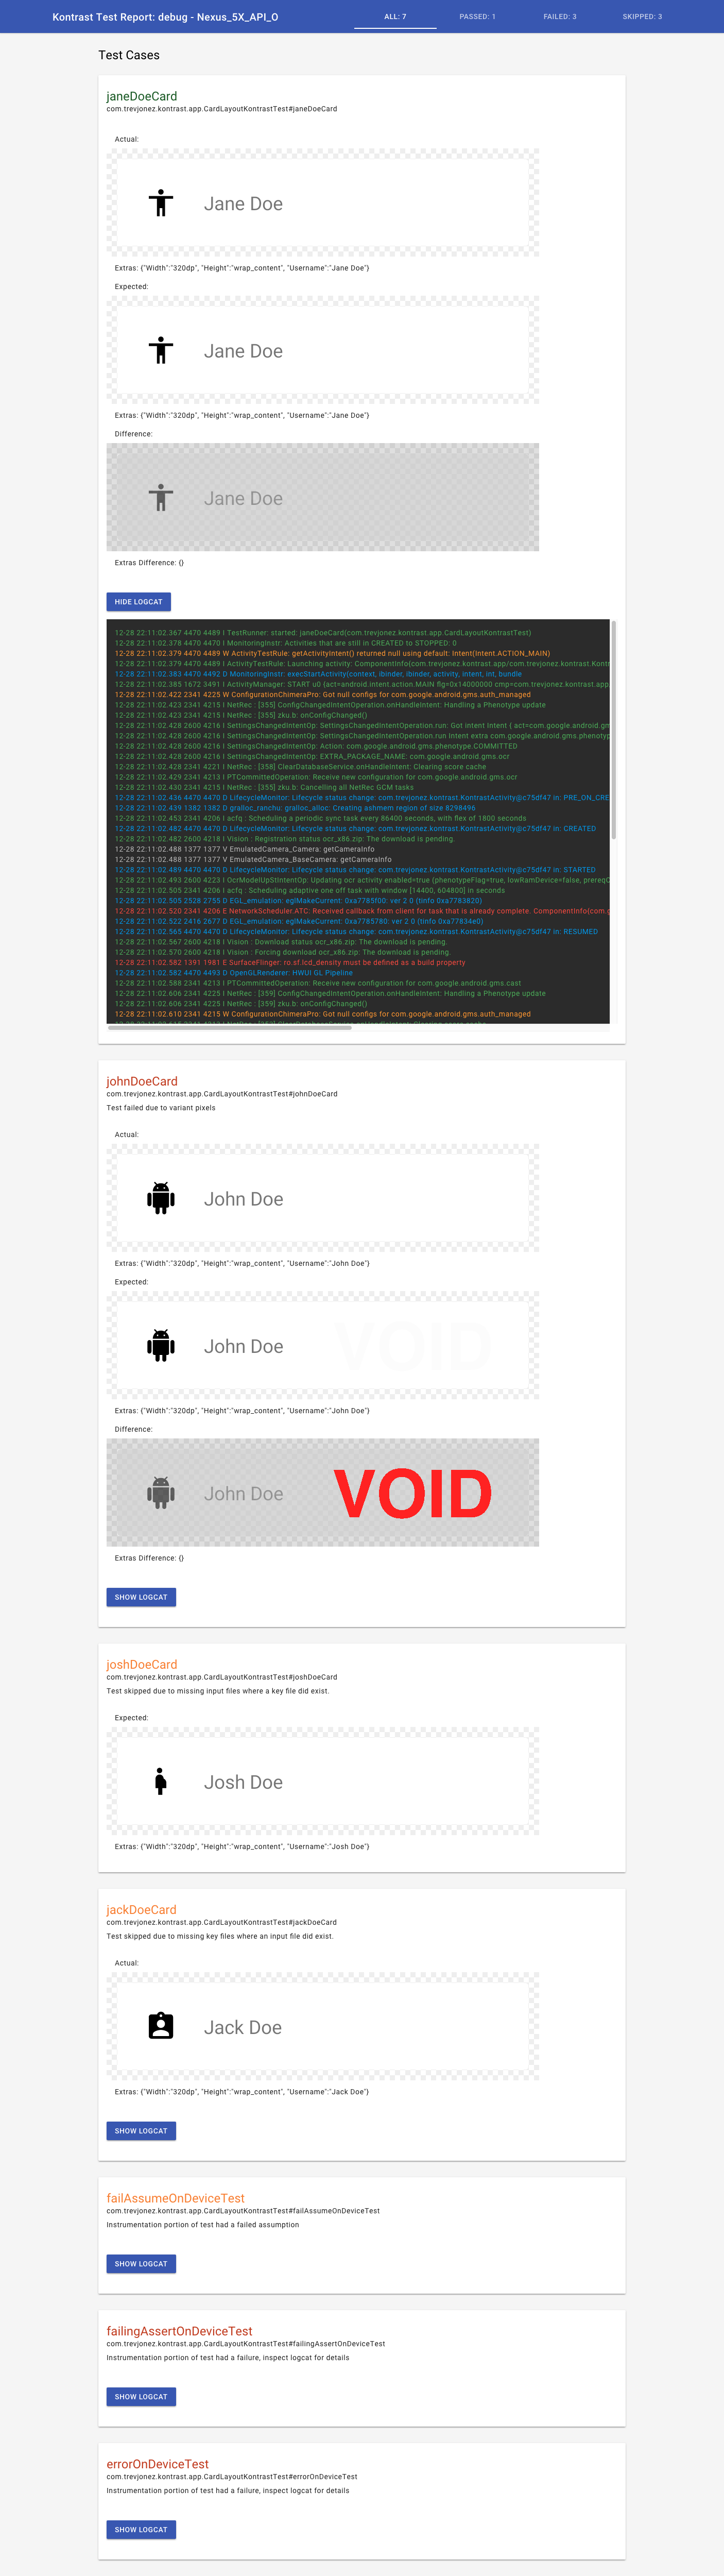 Kontrast Test Report: debug - Nexus_5X_API_O
ALL: 7
PASSED: 1
FAILED: 3
SKIPPED: 3
Test Cases
janeDoeCard
com.trevjonez.kontrast.app.CardLayoutKontrastTest#janeDoeCard
Actual:
Jane Doe
Extras: {"Width":"320dp", "Height":"wrap_content", "Username":"Jane Doe"}
Expected:
Jane Doe
Extras: {"Width":"320dp", "Height":"wrap_content", "Username":"Jane Doe"}
Difference:
Jane Doe
Extras Difference: {}
HIDE LOGCAT
12-28 22:11:02.367 4470 4489 I TestRunner: started: janeDoeCard(com.trevjonez.kontrast.app.CardLayoutKontrastTest)
12-28 22:11:02.378 4470 4470 I MonitoringInstr: Activities that are still in CREATED to STOPPED: 0
12-28 22:11:02.379 4470 4489 W ActivityTestRule: getActivityIntent() returned null using default: Intent(Intent.ACTION_MAIN)
12-28 22:11:02.379 4470 4489 I ActivityTestRule: Launching activity: ComponentInfo{com.trevjonez.kontrast.app/com.trevjonez.kontrast.Kontr
12-28 22:11:02.383 4470 4492 D MonitoringInstr: execStartActivity(context, ibinder, ibinder, activity, intent, int, bundle
12-28 22:11:02.385 1672 3491 I ActivityManager: START u0 {act=android.intent.action.MAIN flg=0x14000000 cmp=com.trevjonez.kontrast.app
12-28 22:11:02.422 2341 4225 W ConfigurationChimeraPro: Got null configs for com.google.android.gms.auth_managed
12-28 22:11:02.423 2341 4215 I NetRec : [355] ConfigChangedIntentOperation.onHandleIntent: Handling a Phenotype update
12-28 22:11:02.423 2341 4215 I NetRec : [355] zku.b: onConfigChanged()
12-28 22:11:02.428 2600 4216 I SettingsChangedIntentOp: SettingsChangedIntentOperation.run: Got intent Intent { act=com.google.android.gm
12-28 22:11:02.428 2600 4216 I SettingsChangedIntentOp: SettingsChangedIntentOperation.run Intent extra com.google.android.gms.phenotyp
12-28 22:11:02.428 2600 4216 I SettingsChangedIntentOp: Action: com.google.android.gms.phenotype.COMMITTED
12-28 22:11:02.428 2600 4216 I SettingsChangedIntentOp: EXTRA_PACKAGE_NAME: com.google.android.gms.ocr
12-28 22:11:02.428 2341 4221 I NetRec : [358] ClearDatabaseService.onHandleIntent: Clearing score cache
12-28 22:11:02.429 2341 4213 I PTCommittedOperation: Receive new configuration for com.google.android.gms.ocr
12-28 22:11:02.430 2341 4215 I NetRec : [355] zku.b: Cancelling all NetRec GCM tasks
12-28 22:11:02.436 4470 4470 D LifecycleMonitor: Lifecycle status change: com.trevjonez.kontrast.KontrastActivity@c75df47 in: PRE_ON_CRE
12-28 22:11:02.439 1382 1382 D gralloc_ranchu: gralloc_alloc: Creating ashmem region of size 8298496
12-28 22:11:02.453 2341 4206 I acfq : Scheduling a periodic sync task every 86400 seconds, with flex of 1800 seconds
12-28 22:11:02.482 4470 4470 D LifecycleMonitor: Lifecycle status change: com.trevjonez.kontrast.KontrastActivity@c75df47 in: CREATED
12-28 22:11:02.482 2600 4218 I Vision : Registration status ocr_x86.zip: The download is pending.
12-28 22:11:02.488 1377 1377 V EmulatedCamera_Camera: getCameraInfo
12-28 22:11:02.488 1377 1377 V EmulatedCamera_BaseCamera: getCameraInfo
12-28 22:11:02.489 4470 4470 D LifecycleMonitor: Lifecycle status change: com.trevjonez.kontrast.KontrastActivity@c75df47 in: STARTED
12-28 22:11:02.493 2600 4223 I OcrModelUpStIntentOp: Updating ocr activity enabled=true (phenotypeFlag=true, lowRamDevice=false, prereqC
12-28 22:11:02.505 2341 4206 I acfq : Scheduling adaptive one off task with window [14400, 604800] in seconds
12-28 22:11:02.505 2528 2755 D EGL_emulation: eglMakeCurrent: 0xa7785f00: ver 2 0 (tinfo 0xa7783820)
12-28 22:11:02.520 2341 4206 E NetworkScheduler.ATC: Received callback from client for task that is already complete. ComponentInfo{com.g
12-28 22:11:02.522 2416 2677 D EGL_emulation: eglMakeCurrent: 0xa7785780: ver 2 0 (tinfo 0xa77834e0)
12-28 22:11:02.565 4470 4470 D LifecycleMonitor: Lifecycle status change: com.trevjonez.kontrast.KontrastActivity@c75df47 in: RESUMED
12-28 22:11:02.567 2600 4218 I Vision : Download status ocr_x86.zip: The download is pending.
12-28 22:11:02.570 2600 4218 I Vision : Forcing download ocr_x86.zip: The download is pending.
12-28 22:11:02.582 1391 1981 E SurfaceFlinger: ro.sf.lcd_density must be defined as a build property
12-28 22:11:02.582 4470 4493 D OpenGLRenderer: HWUI GL Pipeline
12-28 22:11:02.588 2341 4213 I PTCommittedOperation: Receive new configuration for com.google.android.gms.cast
12-28 22:11:02.606 2341 4225 I NetRec : [359] ConfigChangedIntentOperation.onHandleIntent: Handling a Phenotype update
12-28 22:11:02.606 2341 4225 I NetRec : [359] zku.b: onConfigChanged()
12-28 22:11:02.610 2341 4215 W ConfigurationChimeraPro: Got null configs for com.google.android.gms.auth_managed
johnDoeCard
com.trevjonez.kontrast.app.CardLayoutKontrastTest#johnDoeCard
Test failed due to variant pixels
Actual:
John Doe
Extras: {"Width":"320dp", "Height":"wrap_content", "Username":"John Doe"}
Expected:
John Doe VOID
Extras: {"Width":"320dp", "Height":"wrap_content", "Username":"John Doe"}
Difference:
John Doe VOID
Extras Difference: {}
SHOW LOGCAT
joshDoeCard
com.trevjonez.kontrast.app.CardLayoutKontrastTest#joshDoeCard
Test skipped due to missing input files where a key file did exist.
Expected:
Josh Doe
Extras: {"Width":"320dp", "Height":"wrap_content", "Username":"Josh Doe"}
jackDoeCard
com.trevjonez.kontrast.app.CardLayoutKontrastTest#jackDoeCard
Test skipped due to missing key files where an input file did exist.
Actual:
Jack Doe
Extras: {"Width":"320dp", "Height":"wrap_content", "Username":"Jack Doe"}
SHOW LOGCAT
failAssumeOnDeviceTest
com.trevjonez.kontrast.app.CardLayoutKontrastTest#failAssumeOnDeviceTest
Instrumentation portion of test had a failed assumption
SHOW LOGCAT
failingAssertOnDeviceTest
com.trevjonez.kontrast.app.CardLayoutKontrastTest#failingAssertOnDeviceTest
Instrumentation portion of test had a failure, inspect logcat for details
SHOW LOGCAT
errorOnDeviceTest
com.trevjonez.kontrast.app.CardLayoutKontrastTest#errorOnDeviceTest
Instrumentation portion of test had a failure, inspect logcat for details
SHOW LOGCAT